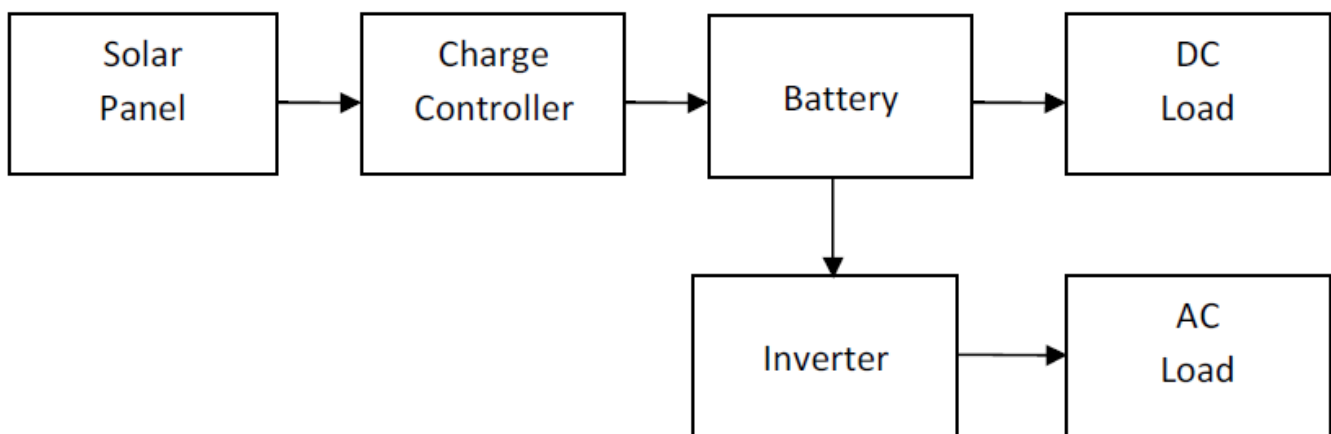 Solar
Panel
Charge
Controller
Battery
DC
Load
Inverter
AC
Load